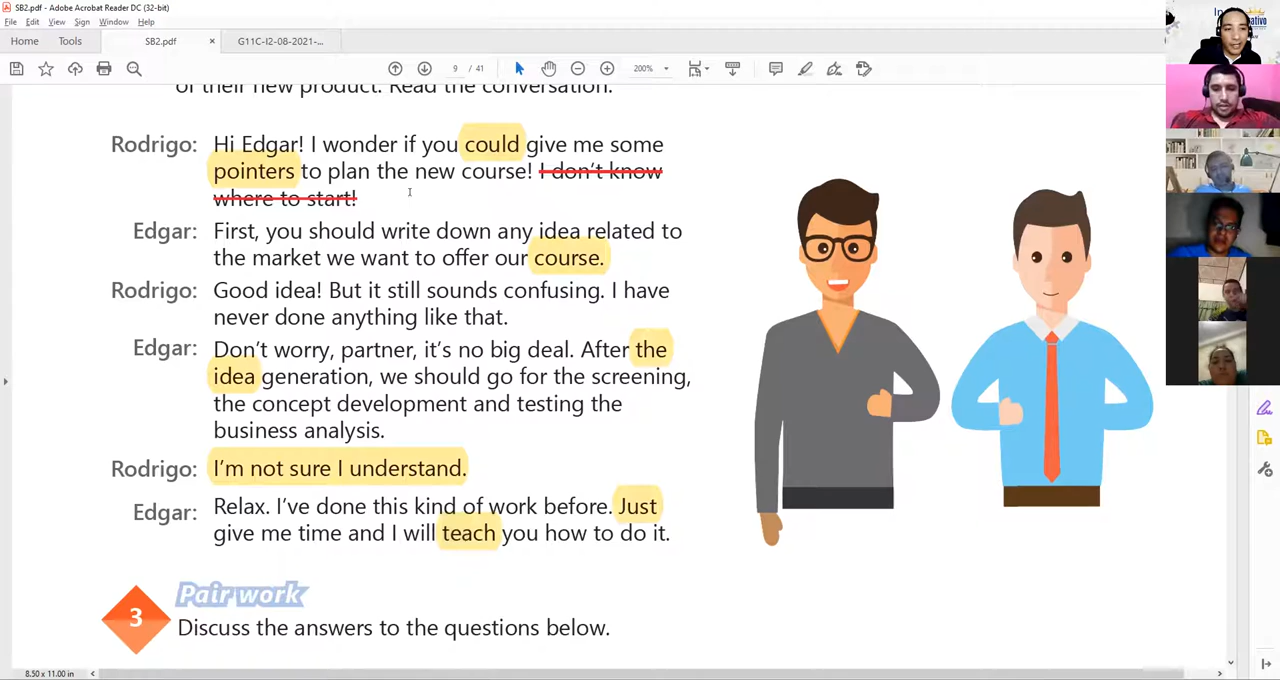 SB2.pdf - Adobe Acrobat Reader DC (32-bit)
File Edit View Sign Window Help
Home Tools SB2.pdf × G11C-I2-08-2021-...
9 / 41 200%
of their new product. Read the conversation.
Rodrigo: Hi Edgar! I wonder if you could give me some
pointers to plan the new course! I don't know
where to start!
Edgar: First, you should write down any idea related to
the market we want to offer our course.
Rodrigo: Good idea! But it still sounds confusing. I have
never done anything like that.
Edgar: Don't worry, partner, it's no big deal. After the
idea generation, we should go for the screening,
the concept development and testing the
business analysis.
Rodrigo: I'm not sure I understand.
Edgar: Relax. I've done this kind of work before. Just
give me time and I will teach you how to do it.
3 Pair work
Discuss the answers to the questions below.
8.50 x 11.00 in